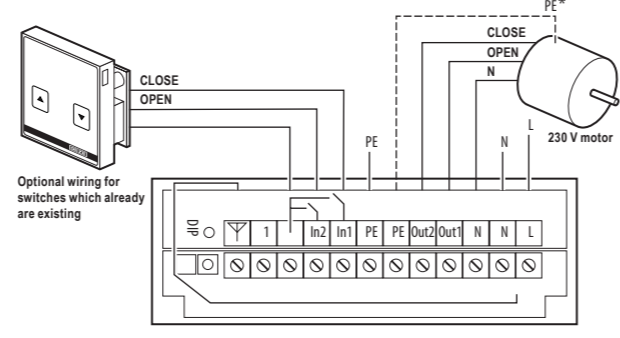 PE*
CLOSE
OPEN
N
CLOSE
OPEN
PE
N
L
230 V motor
Optional wiring for
switches which already
are existing
DIP
1 In2 In1 PE PE Out2 Out1 N N L